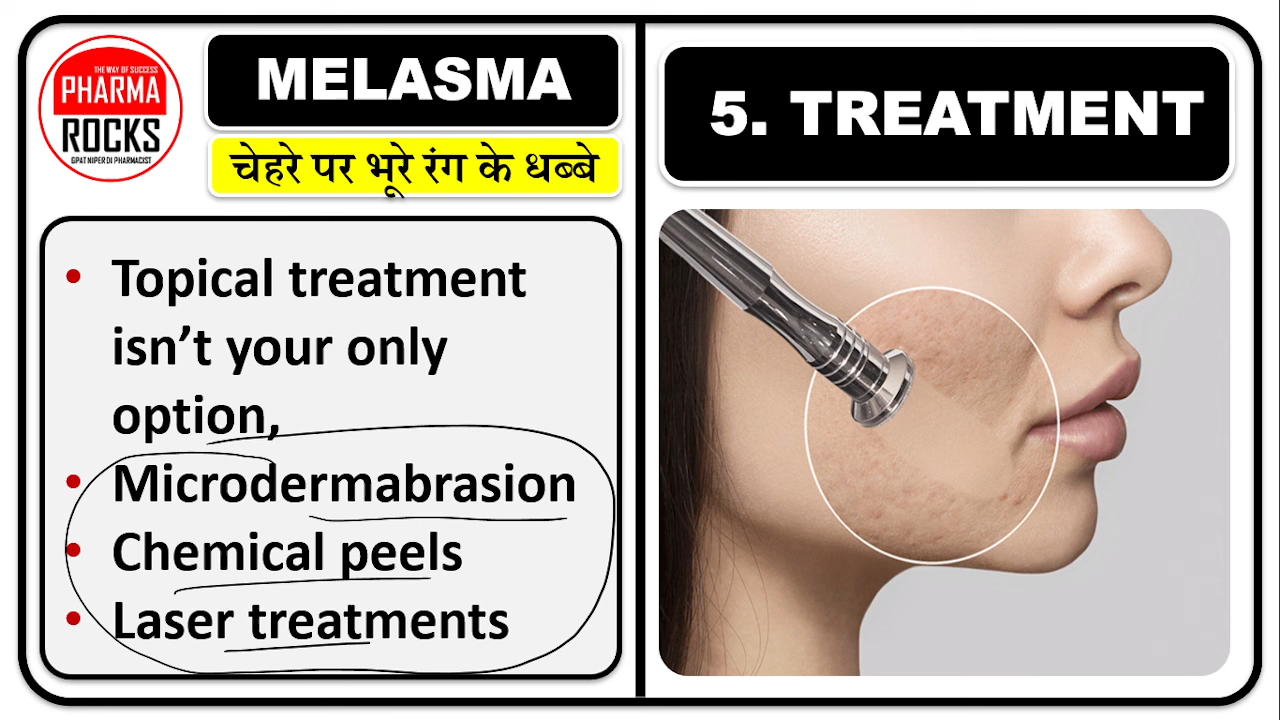 THE WAY OF SUCCESS
PHARMA
ROCKS
GPAT NIPER DI PHARMACIST
MELASMA
चेहरे पर भूरे रंग के धब्बे
• Topical treatment
isn’t your only
option,
• Microdermabrasion
• Chemical peels
• Laser treatments
5. TREATMENT